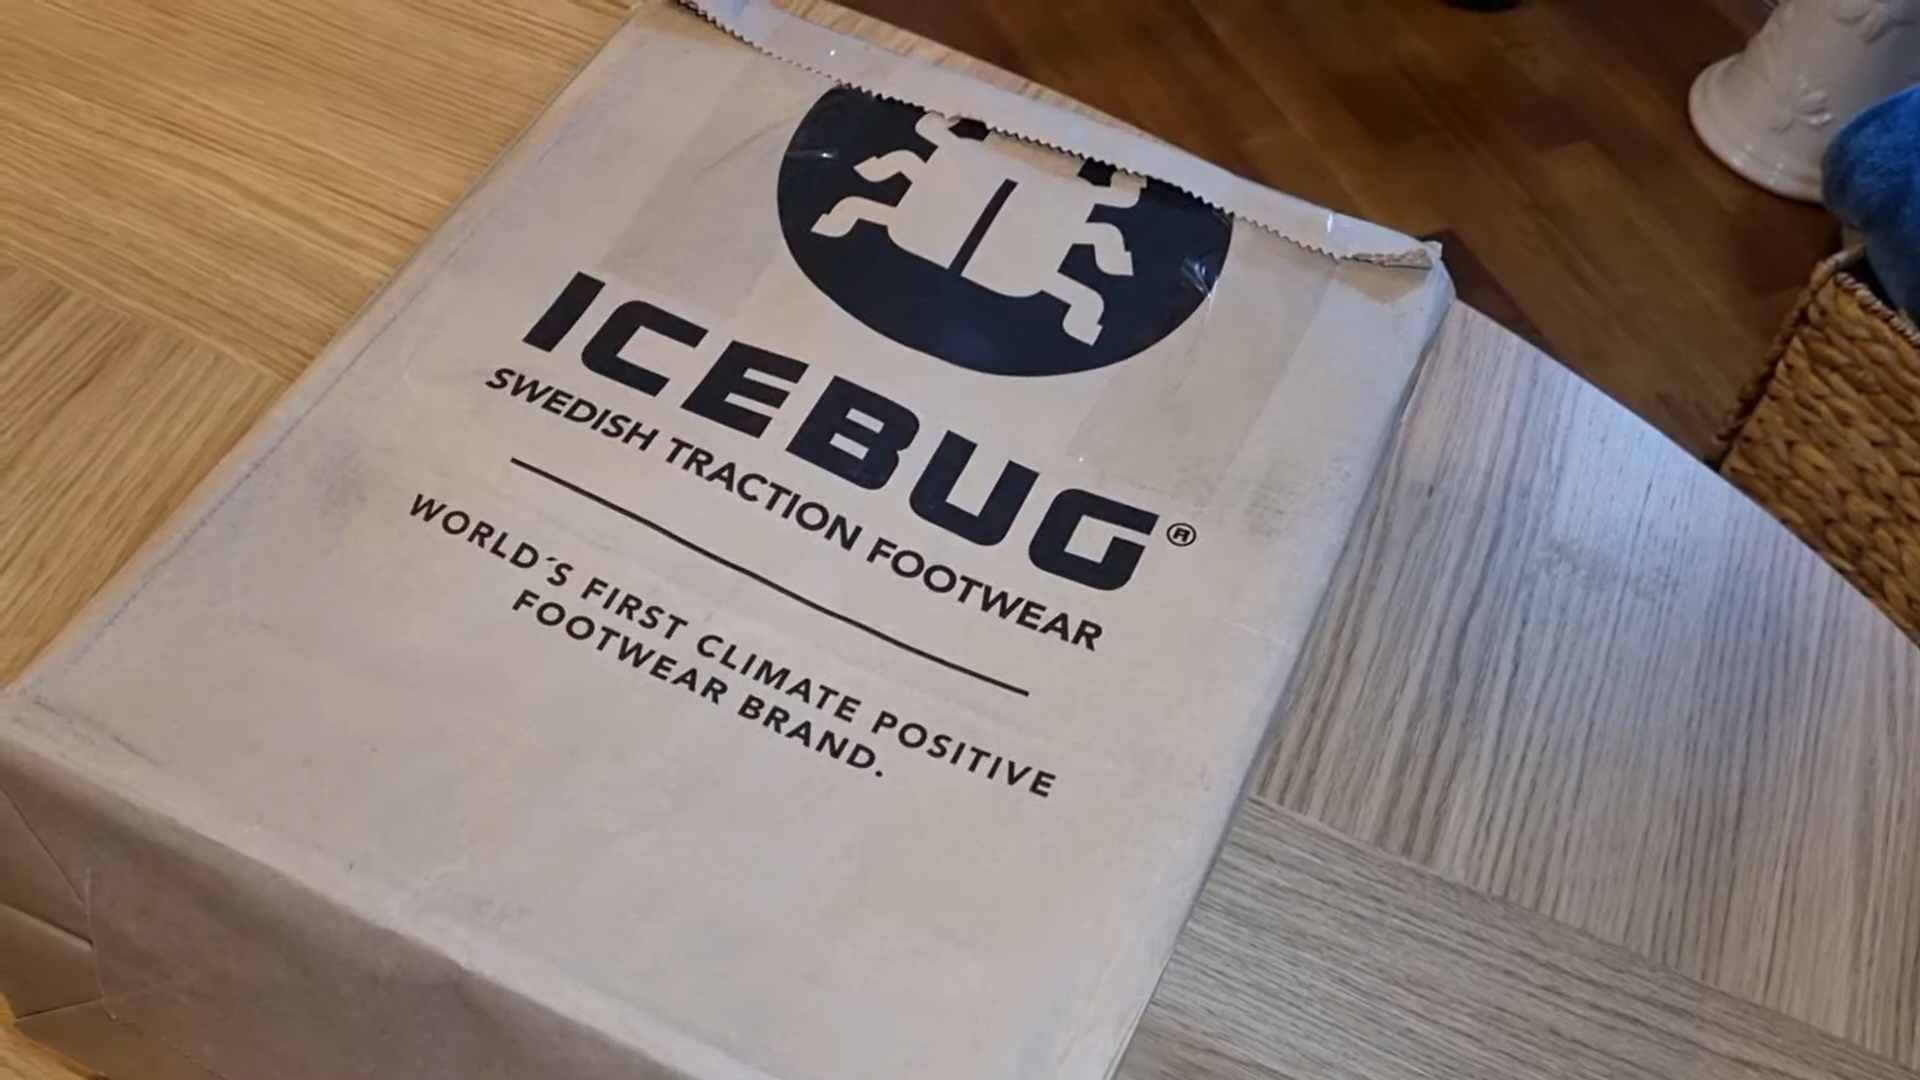 ICEBUG®
SWEDISH TRACTION FOOTWEAR
WORLD´S FIRST CLIMATE POSITIVE
FOOTWEAR BRAND.